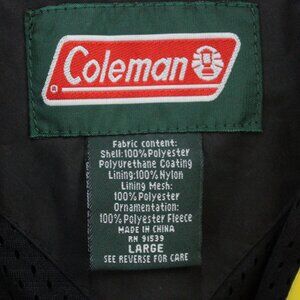 Coleman
®
Fabric content:
Shell:100%Polyester
Polyurethane Coating
Lining:100%Nylon
Lining Mesh:
100%Polyester
Ornamentation:
100%Polyester Fleece
MADE IN CHINA
RN 91539
LARGE
SEE REVERSE FOR CARE